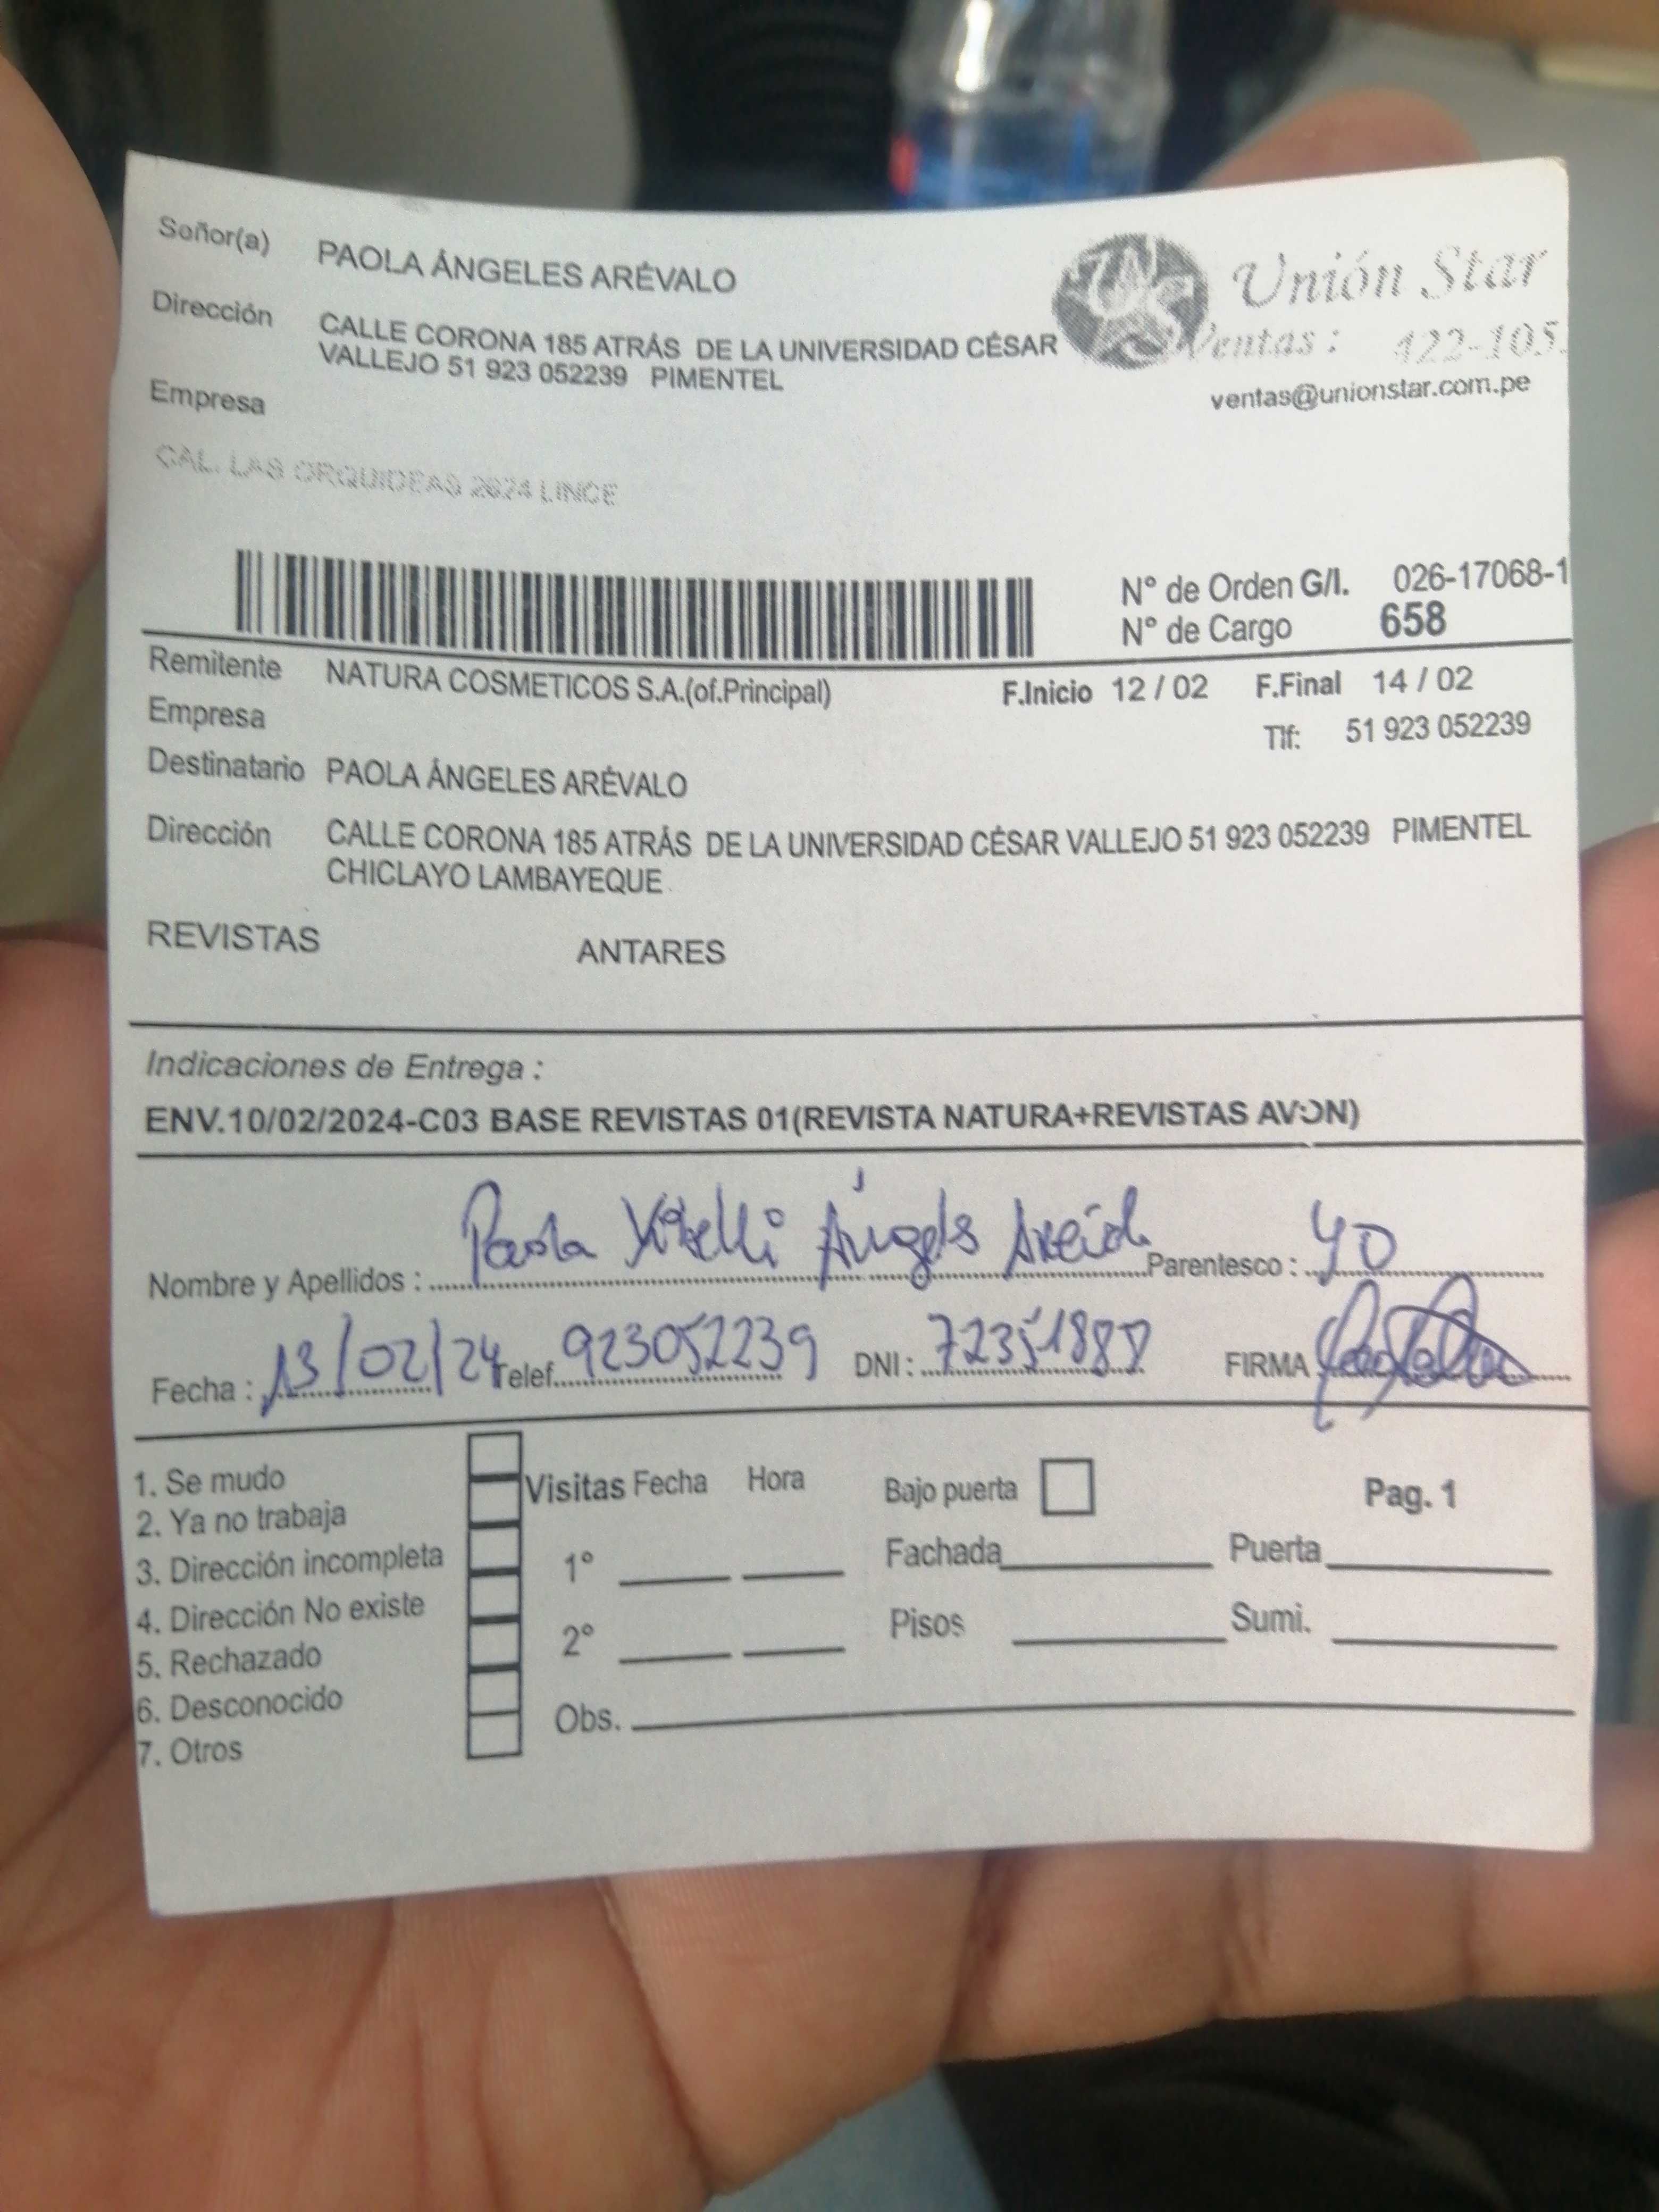 Señor(a) PAOLA ÁNGELES ARÉVALO
Unión Star
Dirección CALLE CORONA 185 ATRÁS DE LA UNIVERSIDAD CÉSAR
VALLEJO 51 923 052239 PIMENTEL
Ventas: 422-105
ventas@unionstar.com.pe
Empresa
CAL. LAS ORQUIDEAS 2624 LINCE
N° de Orden G/I. 026-17068-1
N° de Cargo 658
Remitente NATURA COSMETICOS S.A.(of.Principal) F.Inicio 12 / 02 F.Final 14 / 02
Empresa Tlf: 51 923 052239
Destinatario PAOLA ÁNGELES ARÉVALO
Dirección CALLE CORONA 185 ATRÁS DE LA UNIVERSIDAD CÉSAR VALLEJO 51 923 052239 PIMENTEL
CHICLAYO LAMBAYEQUE
REVISTAS ANTARES
Indicaciones de Entrega :
ENV.10/02/2024-C03 BASE REVISTAS 01(REVISTA NATURA+REVISTAS AVON)
Nombre y Apellidos : Paola Ángels Parentesco : yo
Fecha : 13/02/24 Telef. 923052239 DNI : 72351888 FIRMA
1. Se mudo
2. Ya no trabaja
3. Dirección incompleta
4. Dirección No existe
5. Rechazado
6. Desconocido
7. Otros
Visitas Fecha Hora
1°
2°
Obs.
Bajo puerta Pag. 1
Fachada Puerta
Pisos Sumi.